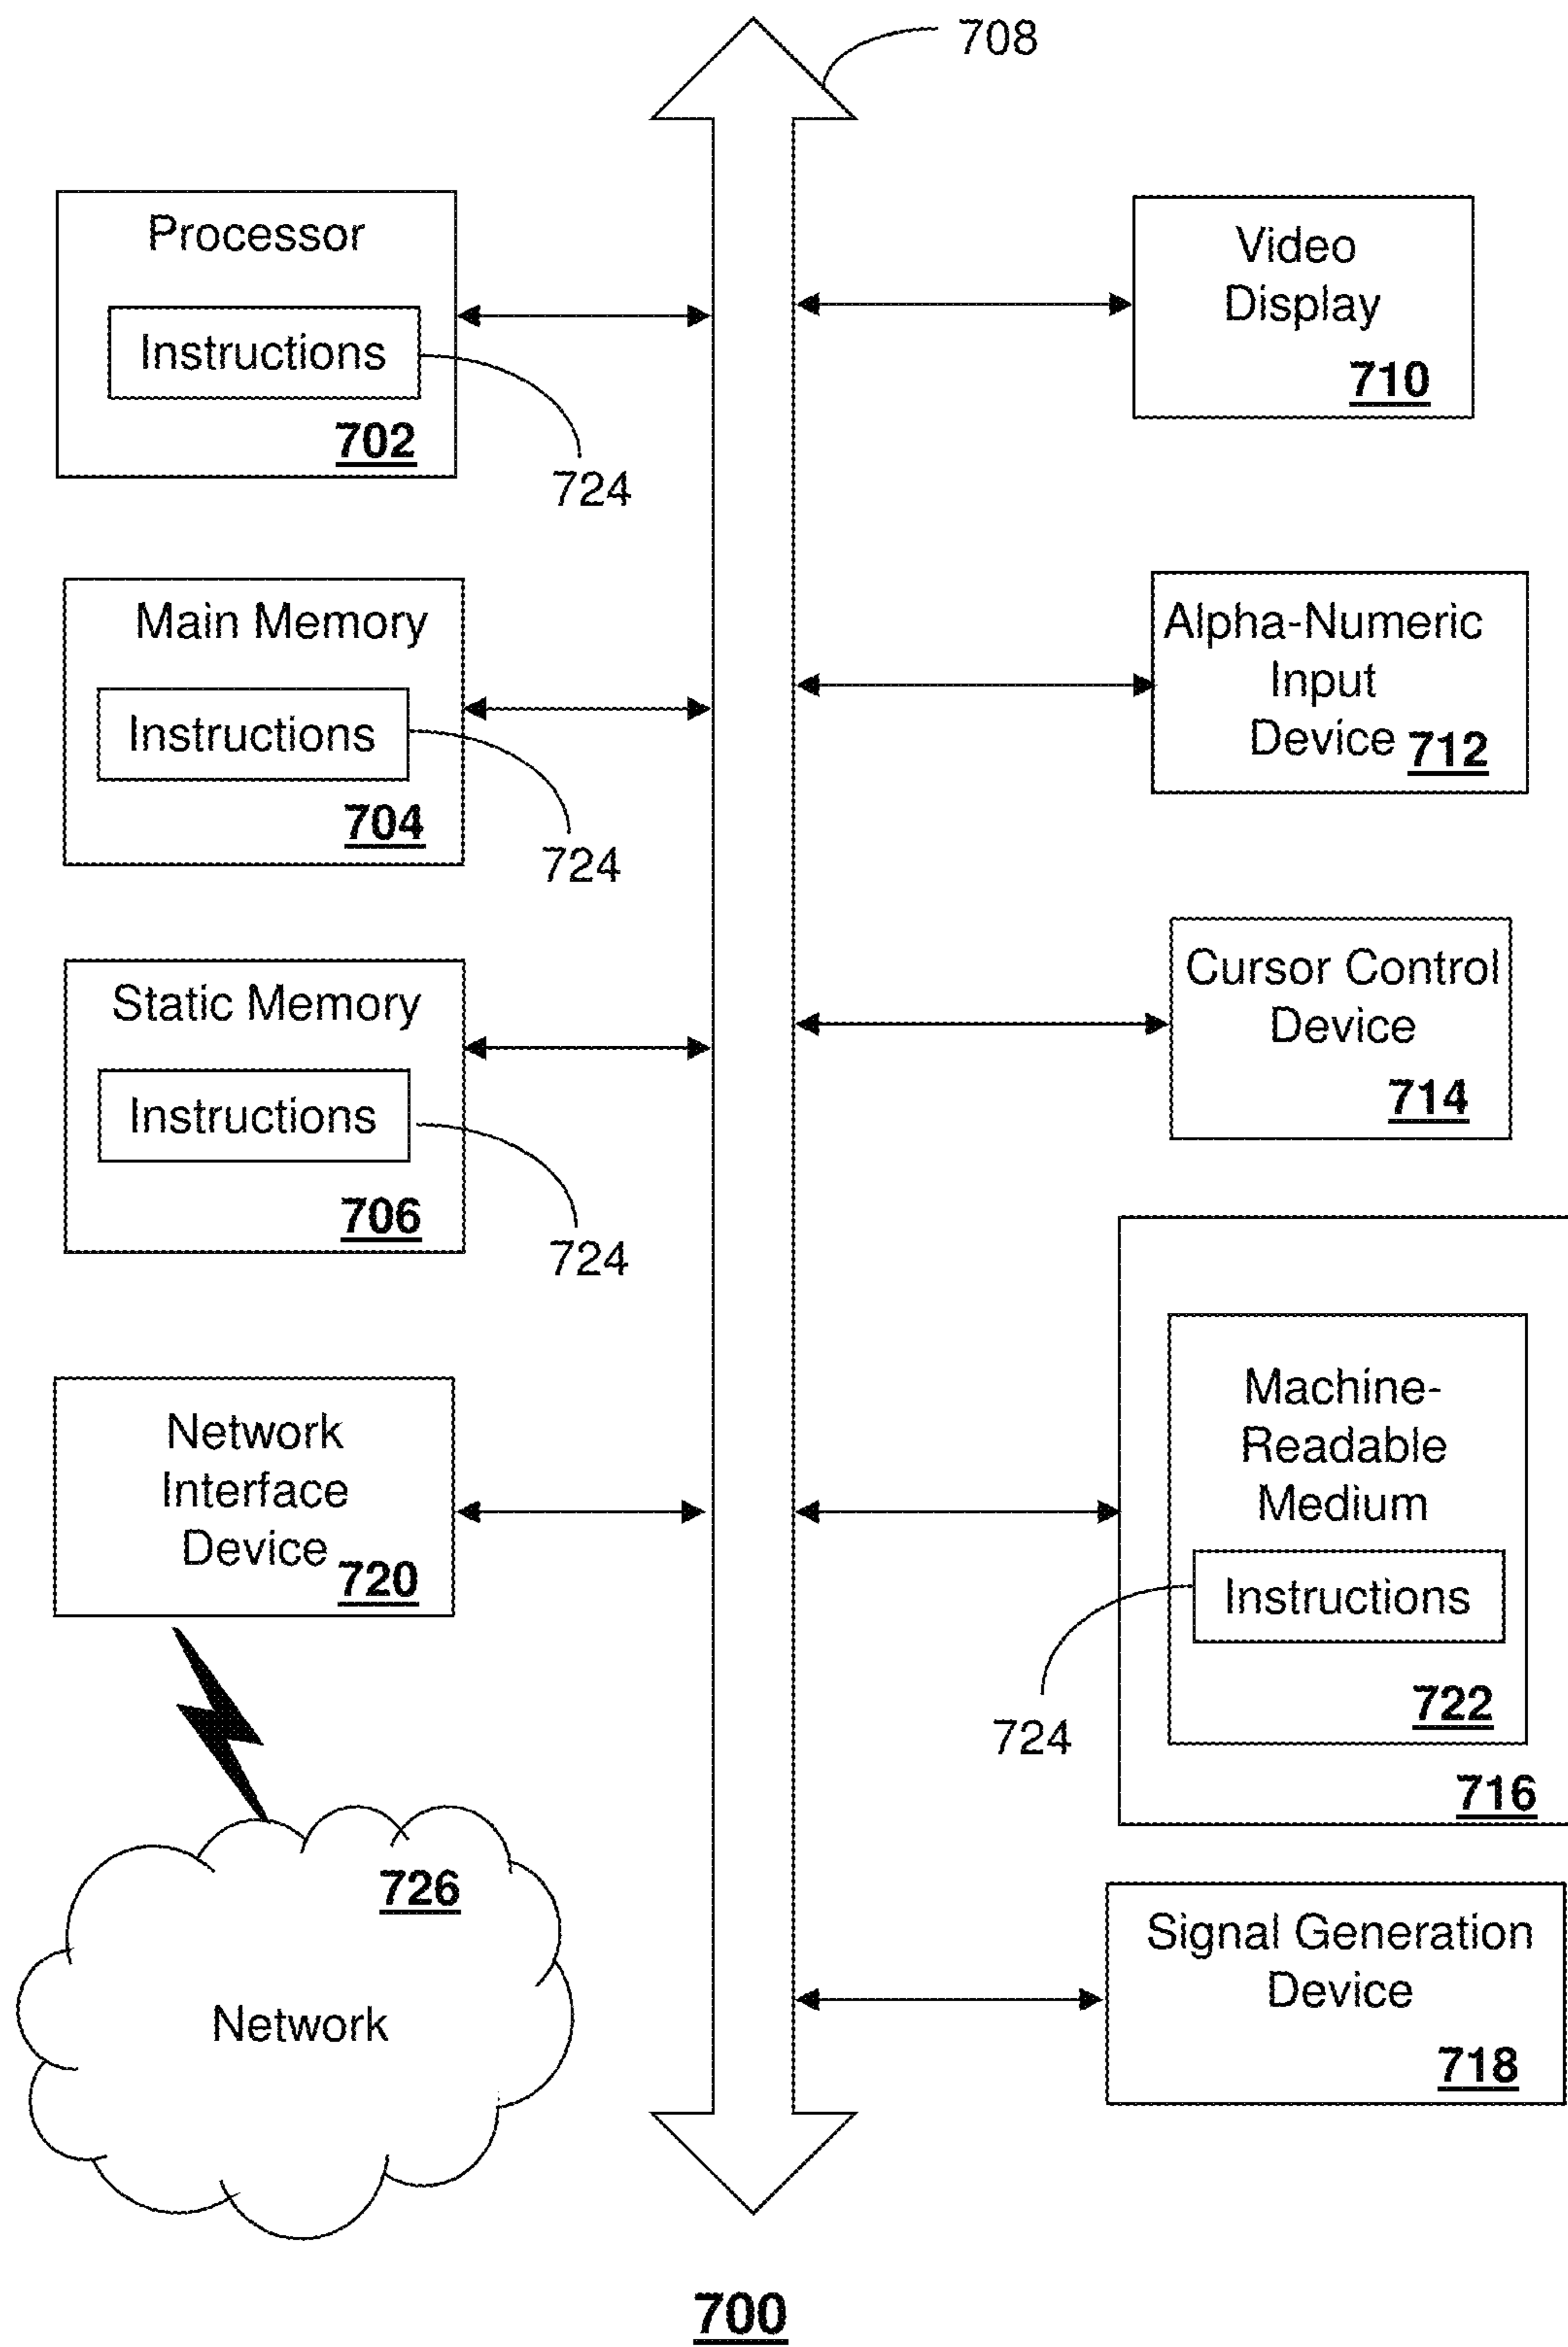 708
Processor
Instructions
702
724
Main Memory
Instructions
704
724
Static Memory
Instructions
706
724
Network
Interface
Device
720
726
Network
Video
Display
710
Alpha-Numeric
Input
Device 712
Cursor Control
Device
714
Machine-
Readable
Medium
Instructions
722
724
716
Signal Generation
Device
718
700